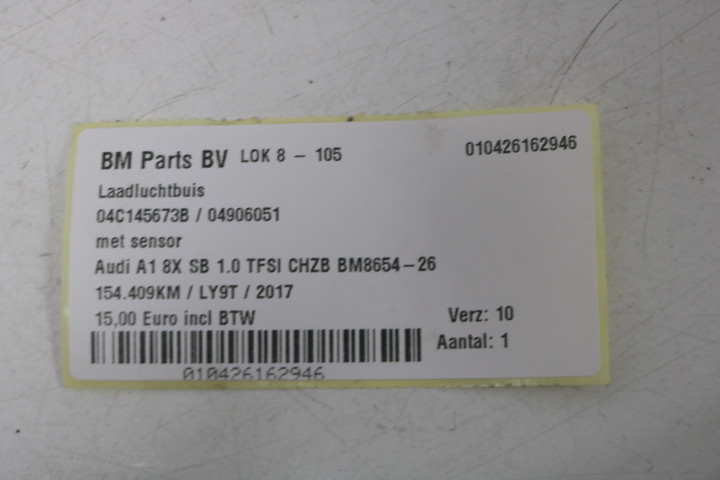 BM Parts BV LOK 8 - 105 010426162946
Laadluchtbuis
04C145673B / 04906051
met sensor
Audi A1 8X SB 1.0 TFSI CHZB BM8654-26
154.409KM / LY9T / 2017
15,00 Euro incl BTW Verz: 10
Aantal: 1
010426162946